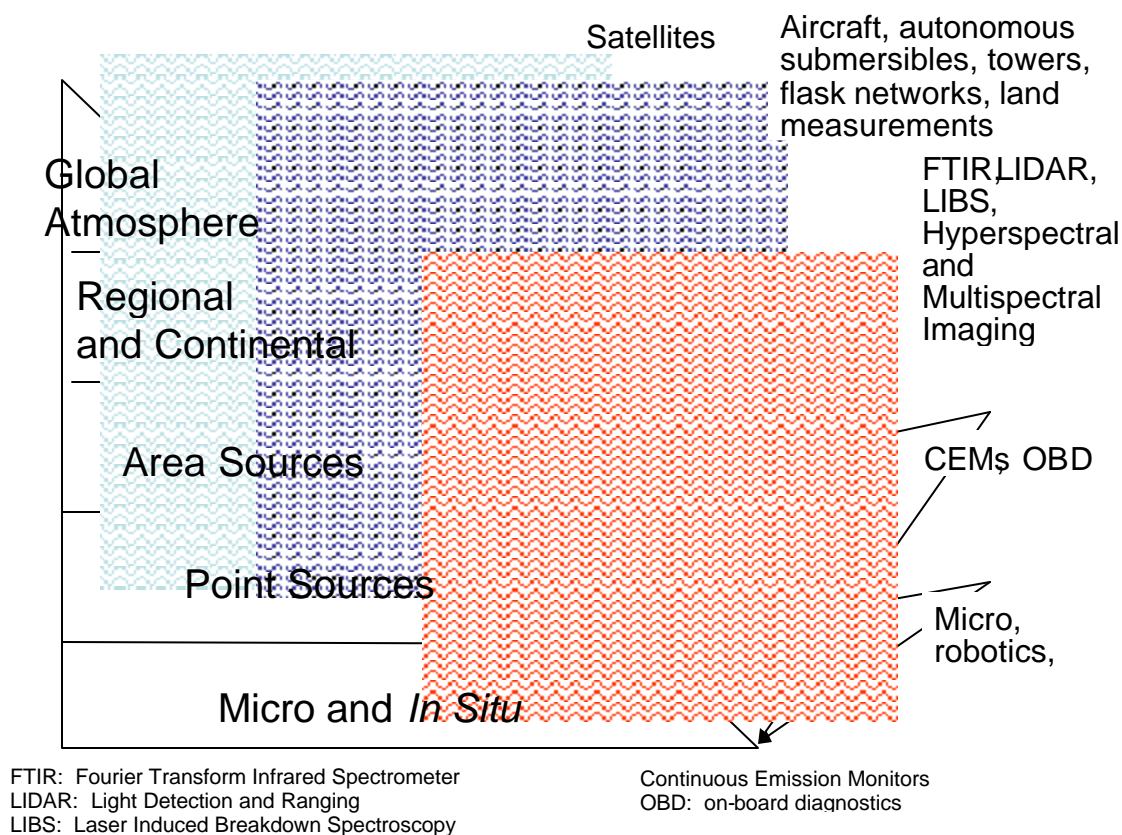 Satellites
Aircraft, autonomous
submersibles, towers,
flask networks, land
measurements
Global
Atmosphere
FTIR,LIDAR,
LIBS,
Hyperspectral
and
Multispectral
Imaging
Regional
and Continental
Area Sources
CEMs, OBD
Point Sources
Micro,
robotics,
Micro and In Situ
FTIR: Fourier Transform Infrared Spectrometer
LIDAR: Light Detection and Ranging
LIBS: Laser Induced Breakdown Spectroscopy
Continuous Emission Monitors
OBD: on-board diagnostics